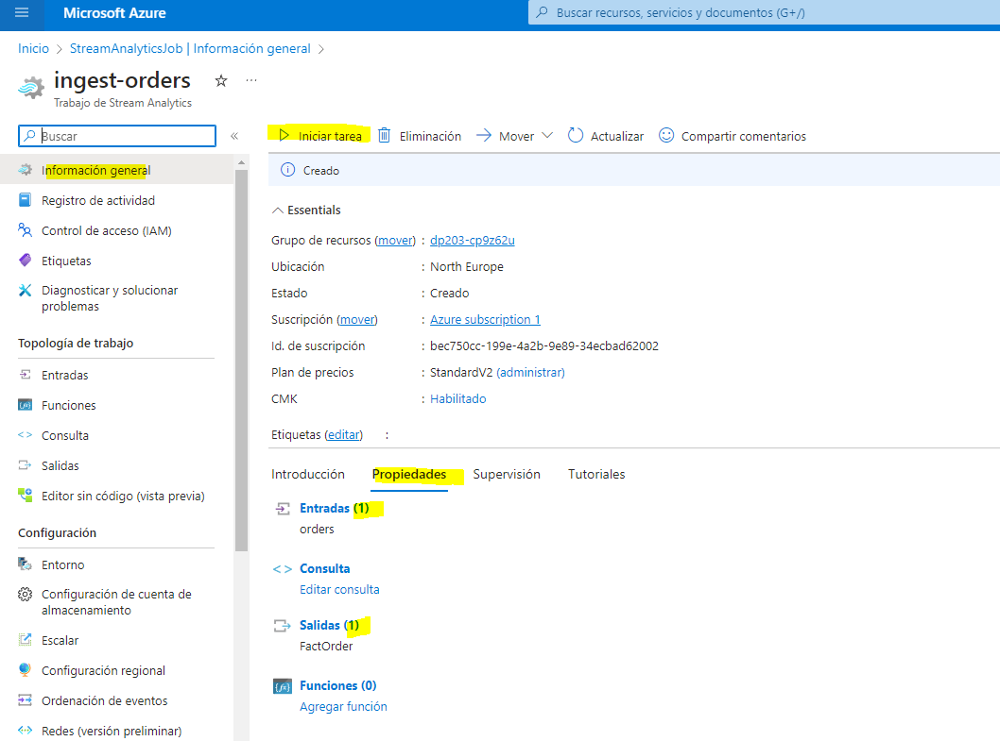 Microsoft Azure
Buscar recursos, servicios y documentos (G+/)
Inicio > StreamAnalyticsJob | Información general >
ingest-orders
Trabajo de Stream Analytics
Buscar
«
Información general
Registro de actividad
Control de acceso (IAM)
Etiquetas
Diagnosticar y solucionar
problemas
Topología de trabajo
Entradas
Funciones
Consulta
Salidas
Editor sin código (vista previa)
Configuración
Entorno
Configuración de cuenta de
almacenamiento
Escalar
Configuración regional
Ordenación de eventos
Redes (versión preliminar)
Iniciar tarea Eliminación Mover Actualizar Compartir comentarios
Creado
Essentials
Grupo de recursos (mover) : dp203-cp9z62u
Ubicación : North Europe
Estado : Creado
Suscripción (mover) : Azure subscription 1
Id. de suscripción : bec750cc-199e-4a2b-9e89-34ecbad62002
Plan de precios : StandardV2 (administrar)
CMK : Habilitado
Etiquetas (editar) :
Introducción Propiedades Supervisión Tutoriales
Entradas (1)
orders
Consulta
Editar consulta
Salidas (1)
FactOrder
Funciones (0)
Agregar función